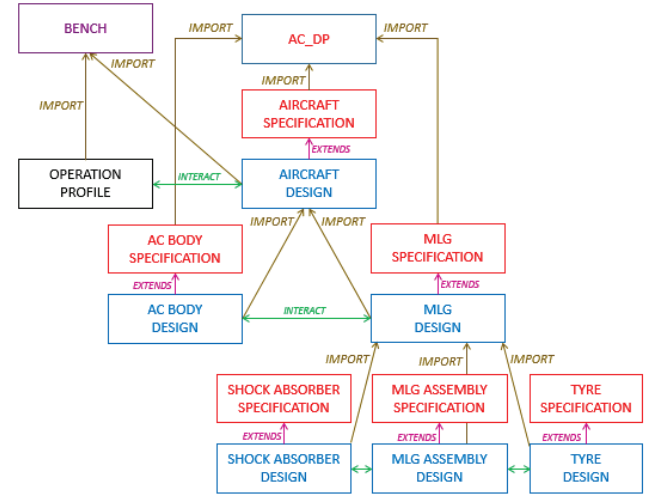 BENCH
IMPORT
AC_DP
IMPORT
IMPORT
IMPORT
IMPORT
AIRCRAFT
SPECIFICATION
EXTENDS
OPERATION
PROFILE
INTERACT
AIRCRAFT
DESIGN
IMPORT
IMPORT
AC BODY
SPECIFICATION
MLG
SPECIFICATION
EXTENDS
EXTENDS
AC BODY
DESIGN
INTERACT
MLG
DESIGN
IMPORT
IMPORT
IMPORT
SHOCK ABSORBER
SPECIFICATION
MLG ASSEMBLY
SPECIFICATION
TYRE
SPECIFICATION
EXTENDS
EXTENDS
EXTENDS
SHOCK ABSORBER
DESIGN
MLG ASSEMBLY
DESIGN
TYRE
DESIGN